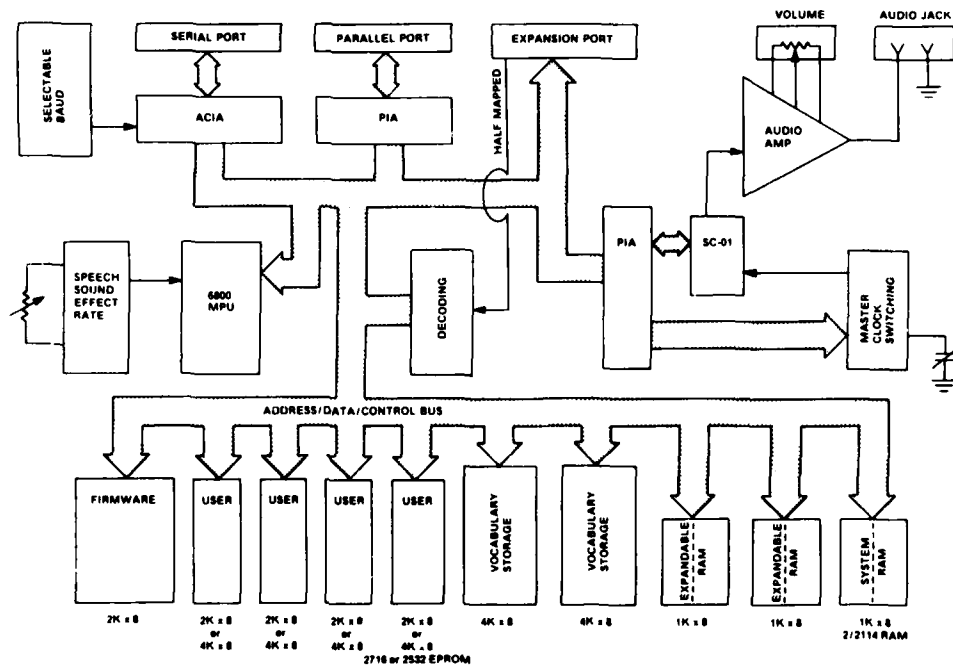 SERIAL PORT
PARALLEL PORT
EXPANSION PORT
VOLUME
AUDIO JACK
SELECTABLE
BAUD
ACIA
PIA
HALF MAPPED
AUDIO
AMP
SPEECH
SOUND
EFFECT
RATE
6800
MPU
DECODING
PIA
SC-01
MASTER
CLOCK
SWITCHING
ADDRESS/DATA/CONTROL BUS
FIRMWARE
USER
USER
USER
USER
VOCABULARY
STORAGE
VOCABULARY
STORAGE
EXPANDABLE
RAM
EXPANDABLE
RAM
SYSTEM
RAM
2K x 8
2K x 8
or
4K x 8
2K x 8
or
4K x 8
2K x 8
or
4K x 8
2K x 8
or
4K x 8
2716 or 2532 EPROM
4K x 8
4K x 8
1K x 8
1K x 8
1K x 8
2/2114 RAM